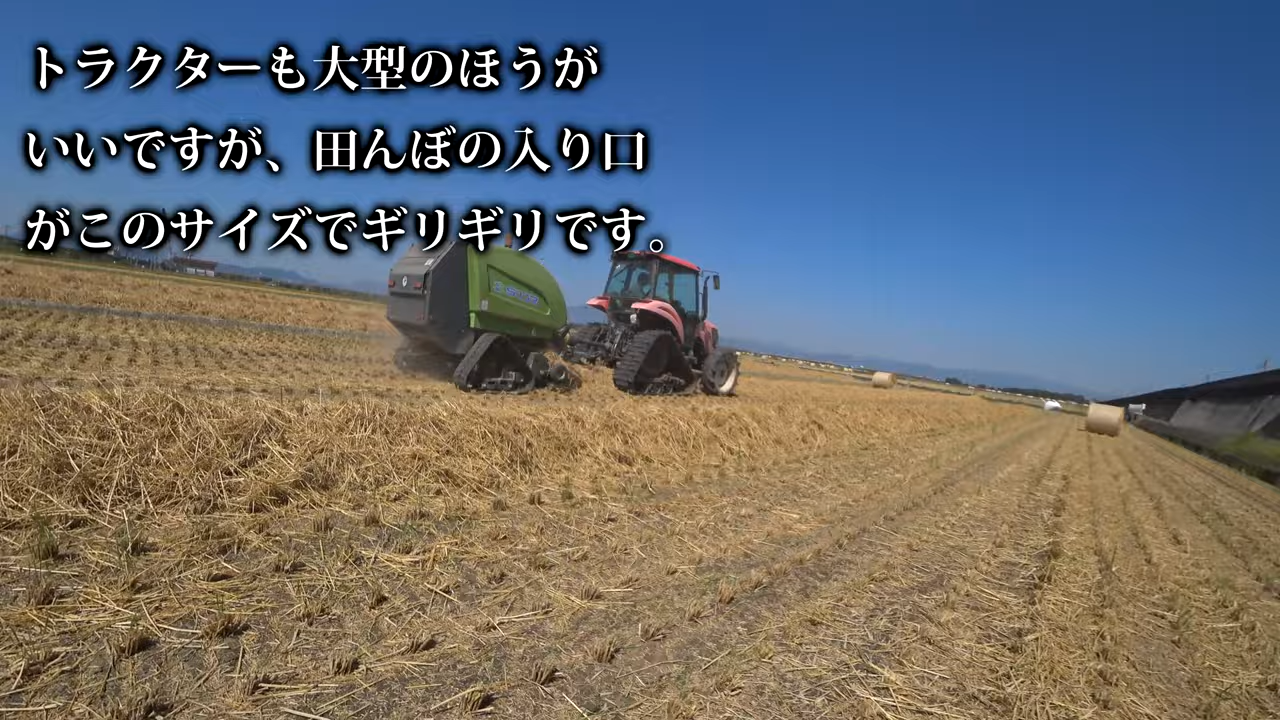 トラクターも大型のほうが
いいですが、田んぼの入り口
がこのサイズでギリギリです。